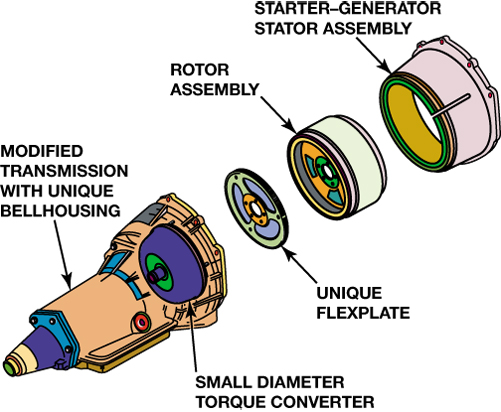 STARTER–GENERATOR
STATOR ASSEMBLY
ROTOR
ASSEMBLY
MODIFIED
TRANSMISSION
WITH UNIQUE
BELLHOUSING
UNIQUE
FLEXPLATE
SMALL DIAMETER
TORQUE CONVERTER